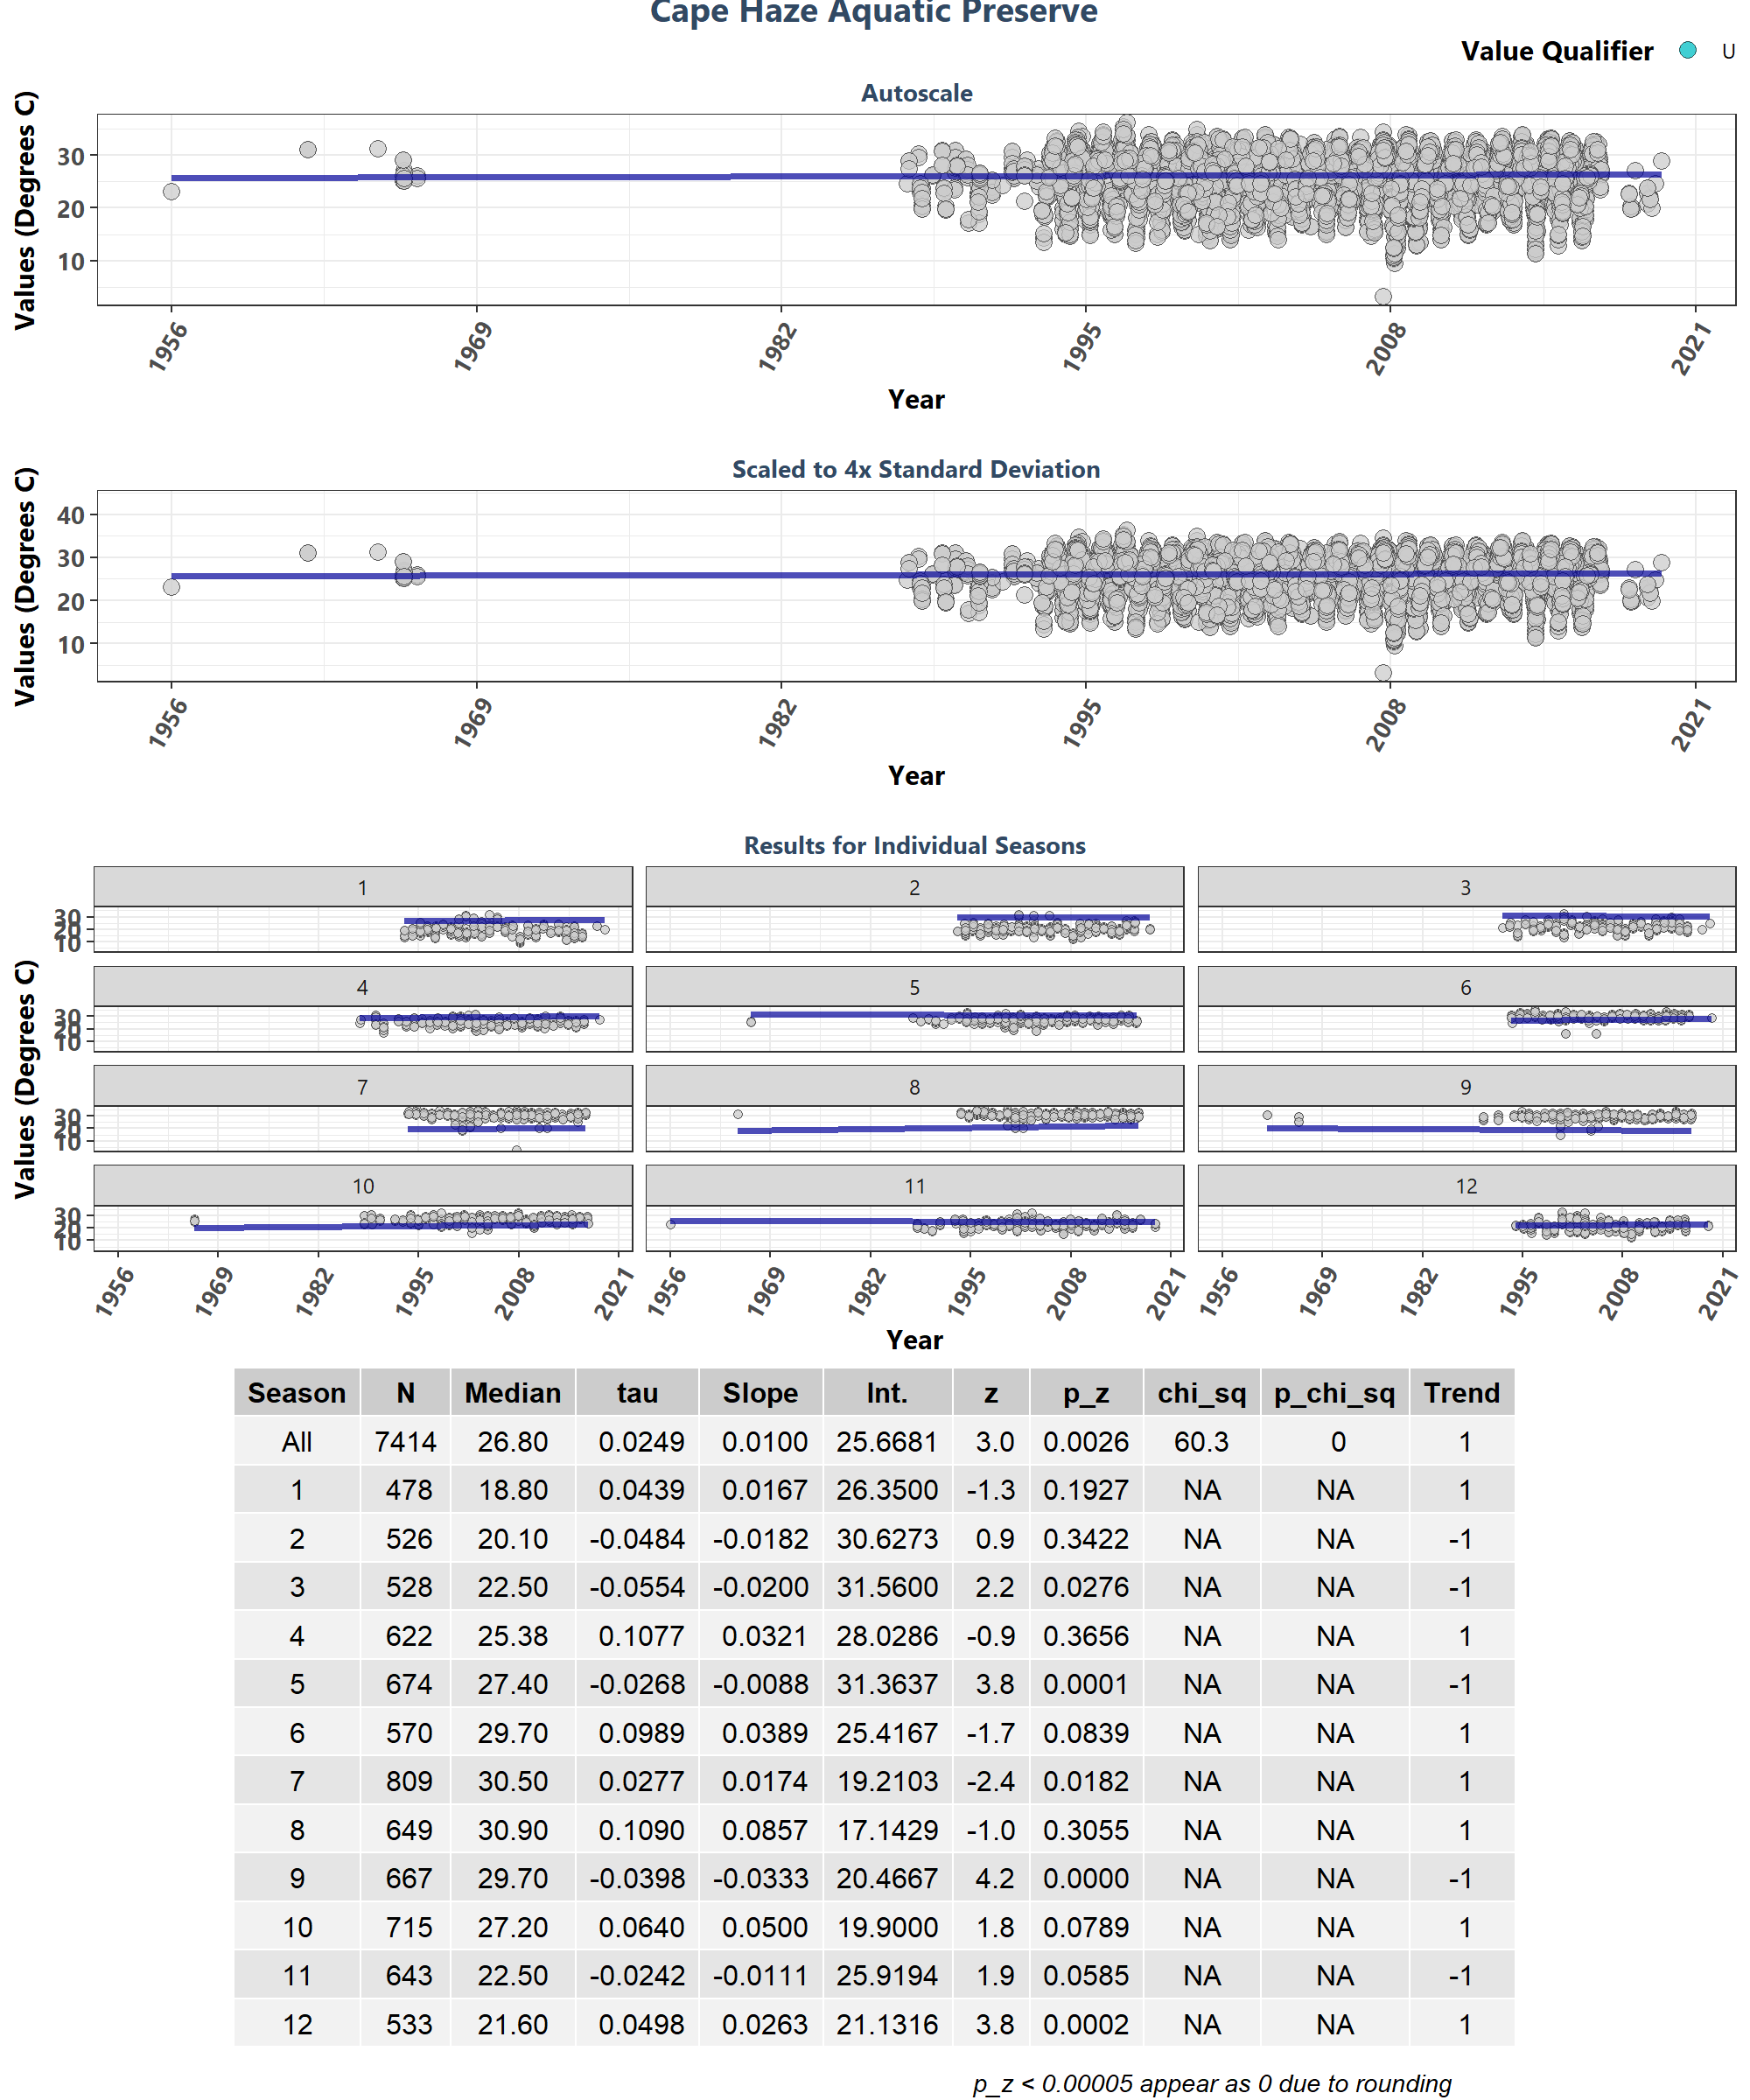 Cape Haze Aquatic Preserve
Value Qualifier U
Autoscale
Values (Degrees C)
30
20
10
1956 1969 1982 1995 2008 2021
Year
Scaled to 4x Standard Deviation
Values (Degrees C)
40
30
20
10
1956 1969 1982 1995 2008 2021
Year
Results for Individual Seasons
1 2 3
30
20
10
Values (Degrees C)
4 5 6
30
20
10
7 8 9
30
20
10
Values (Degrees C)
10 11 12
30
20
10
1956 1969 1982 1995 2008 2021 1956 1969 1982 1995 2008 2021 1956 1969 1982 1995 2008 2021
Year
Season N Median tau Slope Int. z p_z chi_sq p_chi_sq Trend
All 7414 26.80 0.0249 0.0100 25.6681 3.0 0.0026 60.3 0 1
1 478 18.80 0.0439 0.0167 26.3500 -1.3 0.1927 NA NA 1
2 526 20.10 -0.0484 -0.0182 30.6273 0.9 0.3422 NA NA -1
3 528 22.50 -0.0554 -0.0200 31.5600 2.2 0.0276 NA NA -1
4 622 25.38 0.1077 0.0321 28.0286 -0.9 0.3656 NA NA 1
5 674 27.40 -0.0268 -0.0088 31.3637 3.8 0.0001 NA NA -1
6 570 29.70 0.0989 0.0389 25.4167 -1.7 0.0839 NA NA 1
7 809 30.50 0.0277 0.0174 19.2103 -2.4 0.0182 NA NA 1
8 649 30.90 0.1090 0.0857 17.1429 -1.0 0.3055 NA NA 1
9 667 29.70 -0.0398 -0.0333 20.4667 4.2 0.0000 NA NA -1
10 715 27.20 0.0640 0.0500 19.9000 1.8 0.0789 NA NA 1
11 643 22.50 -0.0242 -0.0111 25.9194 1.9 0.0585 NA NA -1
12 533 21.60 0.0498 0.0263 21.1316 3.8 0.0002 NA NA 1
p_z < 0.00005 appear as 0 due to rounding